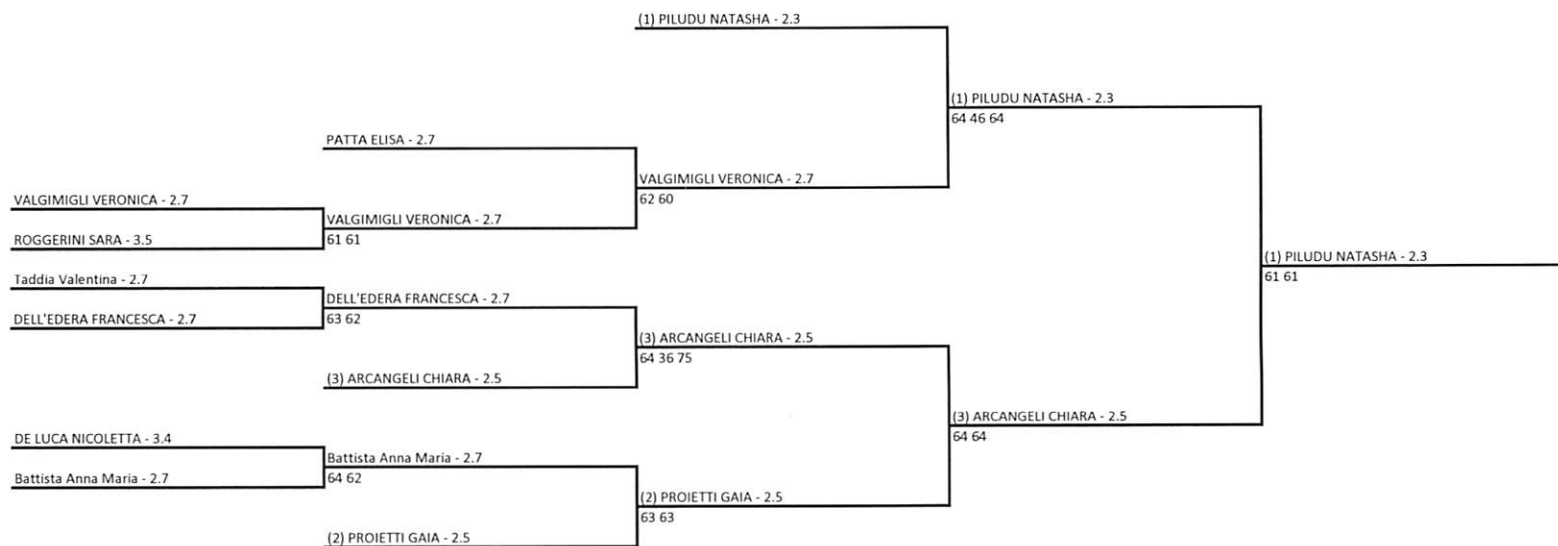 (1) PILUDU NATASHA - 2.3
(1) PILUDU NATASHA - 2.3
64 46 64
PATTA ELISA - 2.7
VALGIMIGLI VERONICA - 2.7
62 60
VALGIMIGLI VERONICA - 2.7
VALGIMIGLI VERONICA - 2.7
61 61
ROGGERINI SARA - 3.5
(1) PILUDU NATASHA - 2.3
61 61
Taddia Valentina - 2.7
DELL'EDERA FRANCESCA - 2.7
63 62
DELL'EDERA FRANCESCA - 2.7
(3) ARCANGELI CHIARA - 2.5
64 36 75
(3) ARCANGELI CHIARA - 2.5
(3) ARCANGELI CHIARA - 2.5
64 64
DE LUCA NICOLETTA - 3.4
Battista Anna Maria - 2.7
64 62
Battista Anna Maria - 2.7
(2) PROIETTI GAIA - 2.5
63 63
(2) PROIETTI GAIA - 2.5